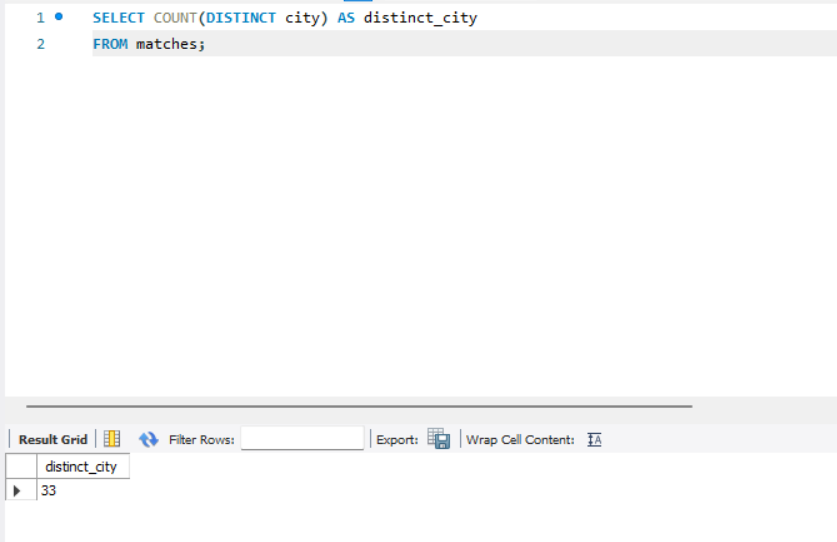 1 SELECT COUNT(DISTINCT city) AS distinct_city
2 FROM matches;
Result Grid Filter Rows: Export: Wrap Cell Content: IA
distinct_city
33